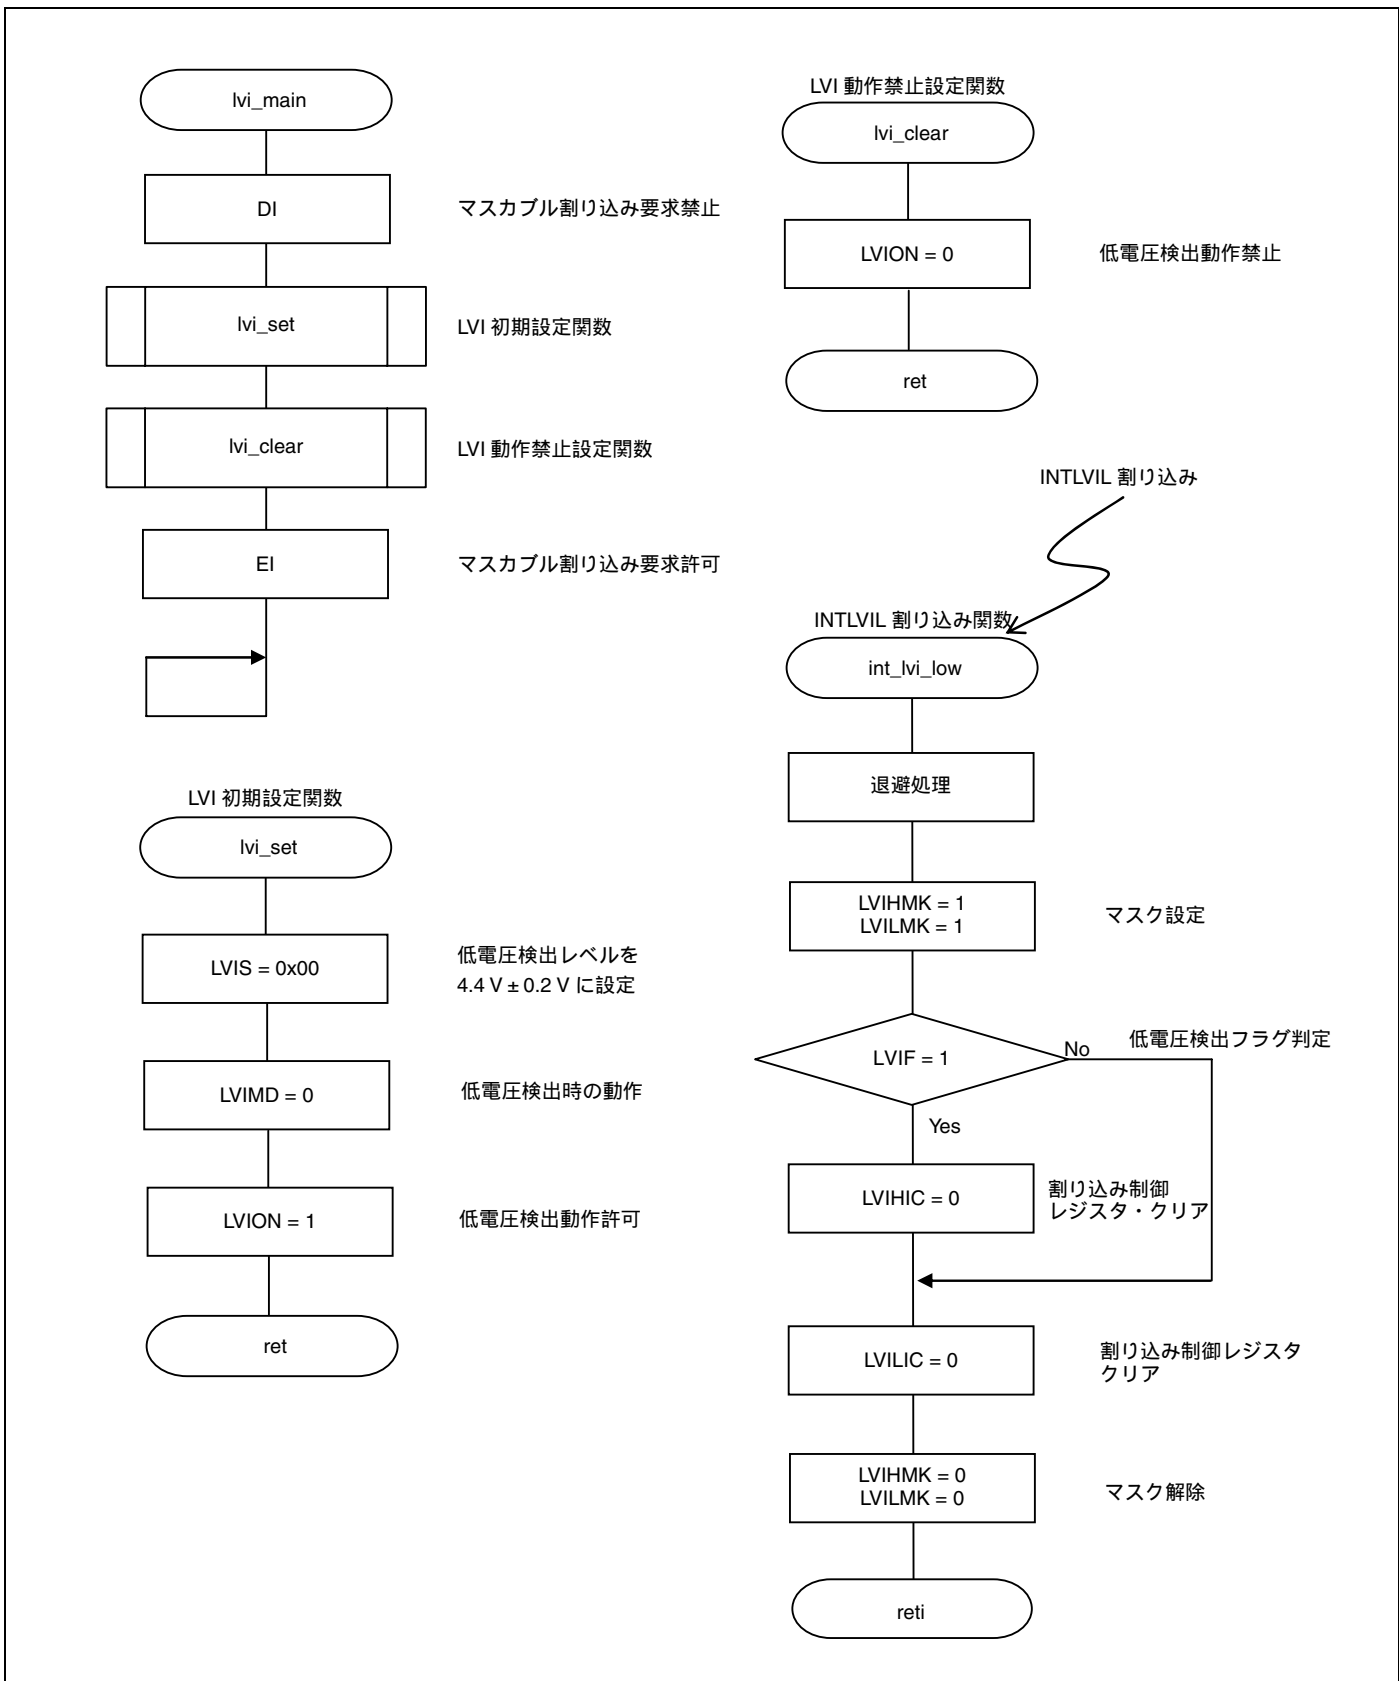 lvi_main
DI
マスカブル割り込み要求禁止
lvi_set
LVI 初期設定関数
lvi_clear
LVI 動作禁止設定関数
EI
マスカブル割り込み要求許可
LVI 初期設定関数
lvi_set
LVIS = 0x00
低電圧検出レベルを
4.4 V ± 0.2 V に設定
LVIMD = 0
低電圧検出時の動作
LVION = 1
低電圧検出動作許可
ret
LVI 動作禁止設定関数
lvi_clear
LVION = 0
低電圧検出動作禁止
ret
INTLVIL 割り込み
INTLVIL 割り込み関数
int_lvi_low
退避処理
LVIHMK = 1
LVILMK = 1
マスク設定
LVIF = 1
No
低電圧検出フラグ判定
Yes
LVIHIC = 0
割り込み制御
レジスタ・クリア
LVILIC = 0
割り込み制御レジスタ
クリア
LVIHMK = 0
LVILMK = 0
マスク解除
reti